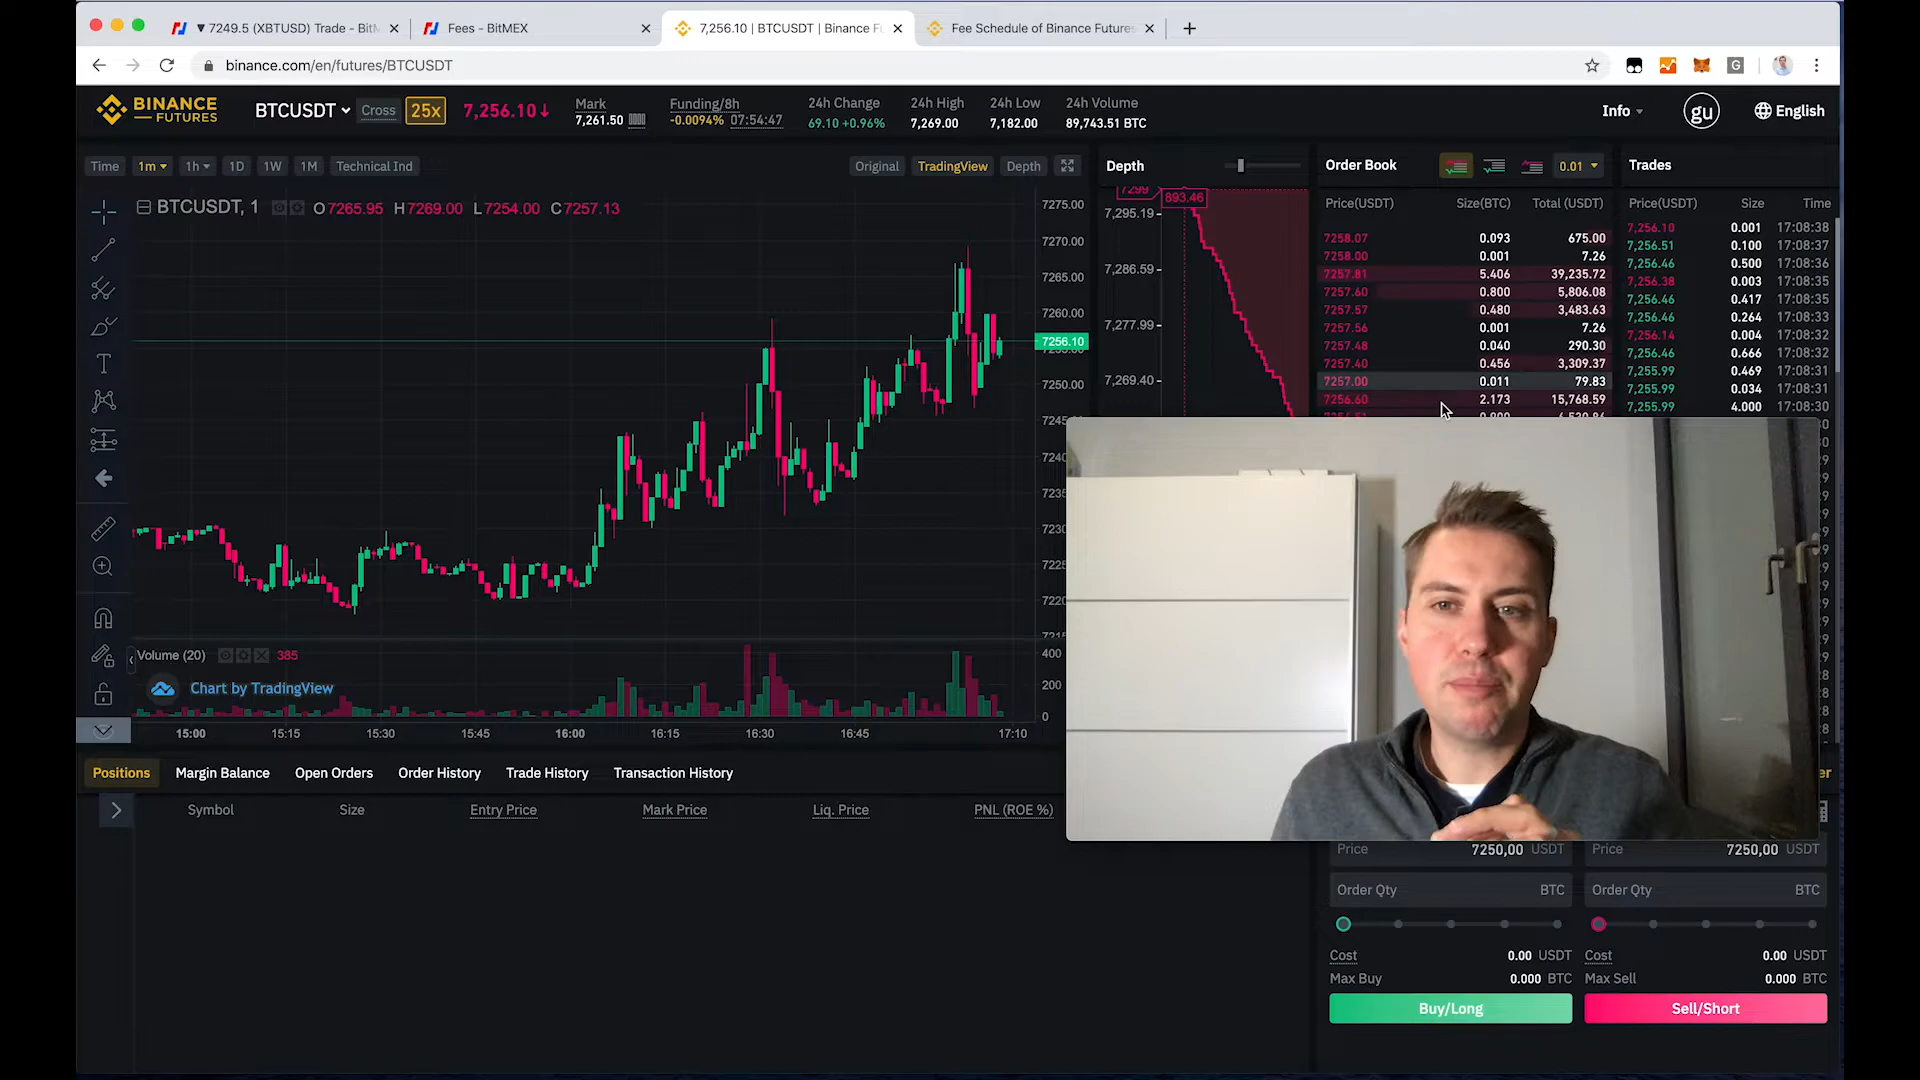 ▼ 7249.5 (XBTUSD) Trade - BitM
Fees - BitMEX
7,256.10 | BTCUSDT | Binance F
Fee Schedule of Binance Futures
binance.com/en/futures/BTCUSDT
BINANCE
FUTURES
BTCUSDT
Cross
25x
7,256.10↓
Mark
7,261.50
Funding/8h
-0.0094% 07:54:47
24h Change
69.10 +0.96%
24h High
7,269.00
24h Low
7,182.00
24h Volume
89,743.51 BTC
Info
gu
English
Time 1m 1h 1D 1W 1M Technical Ind
Original TradingView Depth
BTCUSDT, 1 O7265.95 H7269.00 L7254.00 C7257.13
7275.00
7270.00
7265.00
7260.00
7256.10
7250.00
7245
7240
7235
7230
7225
7220
7215
Volume (20) 385
400
200
0
Chart by TradingView
15:00 15:15 15:30 15:45 16:00 16:15 16:30 16:45 17:10
Depth
7299
893.46
7,295.19
7,286.59
7,277.99
7,269.40
Order Book
0.01
Price(USDT) Size(BTC) Total (USDT)
7258.07 0.093 675.00
7258.00 0.001 7.26
7257.81 5.406 39,235.72
7257.60 0.800 5,806.08
7257.57 0.480 3,483.63
7257.56 0.001 7.26
7257.48 0.040 290.30
7257.40 0.456 3,309.37
7257.00 0.011 79.83
7256.60 2.173 15,768.59
Trades
Price(USDT) Size Time
7,256.10 0.001 17:08:38
7,256.51 0.100 17:08:37
7,256.46 0.500 17:08:36
7,256.38 0.003 17:08:35
7,256.46 0.417 17:08:35
7,256.46 0.264 17:08:33
7,256.14 0.004 17:08:32
7,256.46 0.666 17:08:32
7,255.99 0.469 17:08:31
7,255.99 0.034 17:08:31
7,255.99 4.000 17:08:30
Positions Margin Balance Open Orders Order History Trade History Transaction History
Symbol Size Entry Price Mark Price Liq. Price PNL (ROE %)
Price 7250,00 USDT
Price 7250,00 USDT
Order Qty BTC
Order Qty BTC
Cost 0.00 USDT
Cost 0.00 USDT
Max Buy 0.000 BTC
Max Sell 0.000 BTC
Buy/Long
Sell/Short